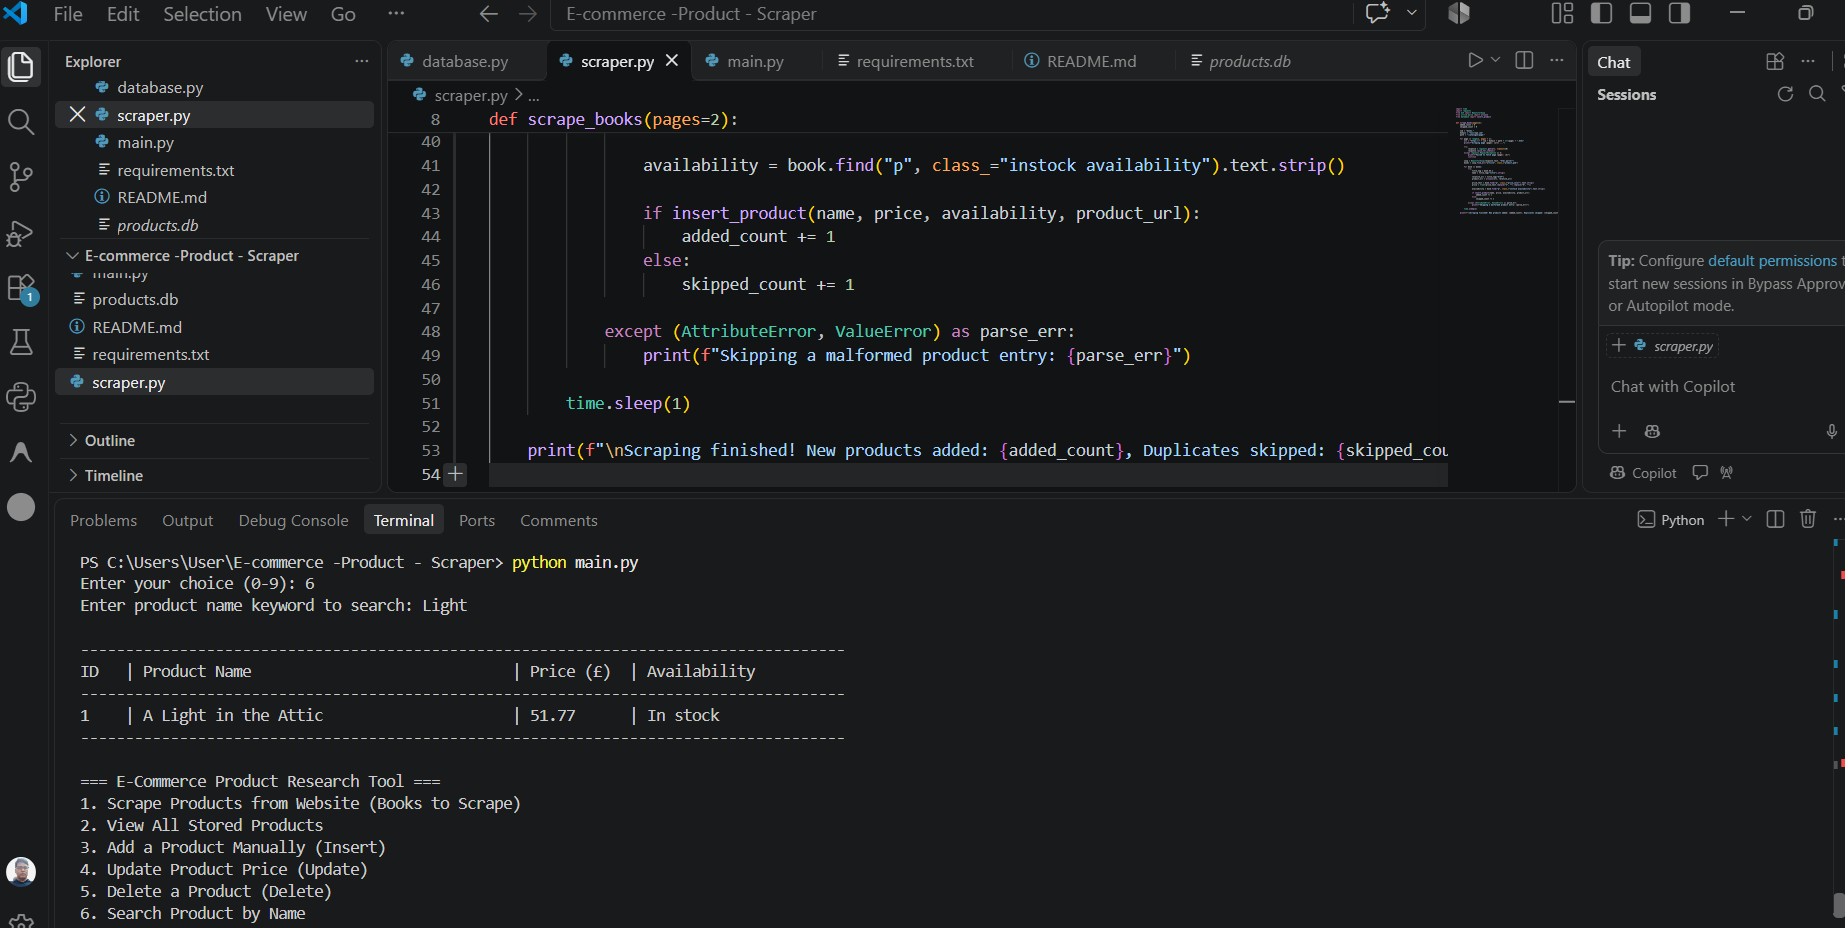 File Edit Selection View Go ···
E-commerce -Product - Scraper
Explorer
database.py
scraper.py
main.py
requirements.txt
README.md
products.db
E-commerce -Product - Scraper
main.py
products.db
README.md
requirements.txt
scraper.py
Outline
Timeline
1
database.py scraper.py main.py requirements.txt README.md products.db
scraper.py > ...
8 def scrape_books(pages=2):
40
41 availability = book.find("p", class_="instock availability").text.strip()
42
43 if insert_product(name, price, availability, product_url):
44 added_count += 1
45 else:
46 skipped_count += 1
47
48 except (AttributeError, ValueError) as parse_err:
49 print(f"Skipping a malformed product entry: {parse_err}")
50
51 time.sleep(1)
52
53 print(f"\nScraping finished! New products added: {added_count}, Duplicates skipped: {skipped_cou
54
Chat
Sessions
Tip: Configure default permissions t
start new sessions in Bypass Approv
or Autopilot mode.
scraper.py
Chat with Copilot
Copilot
Problems Output Debug Console Terminal Ports Comments
Python
PS C:\Users\User\E-commerce -Product - Scraper> python main.py
Enter your choice (0-9): 6
Enter product name keyword to search: Light
-------------------------------------------------------------------------------------
ID | Product Name | Price (£) | Availability
-------------------------------------------------------------------------------------
1 | A Light in the Attic | 51.77 | In stock
-------------------------------------------------------------------------------------
=== E-Commerce Product Research Tool ===
1. Scrape Products from Website (Books to Scrape)
2. View All Stored Products
3. Add a Product Manually (Insert)
4. Update Product Price (Update)
5. Delete a Product (Delete)
6. Search Product by Name